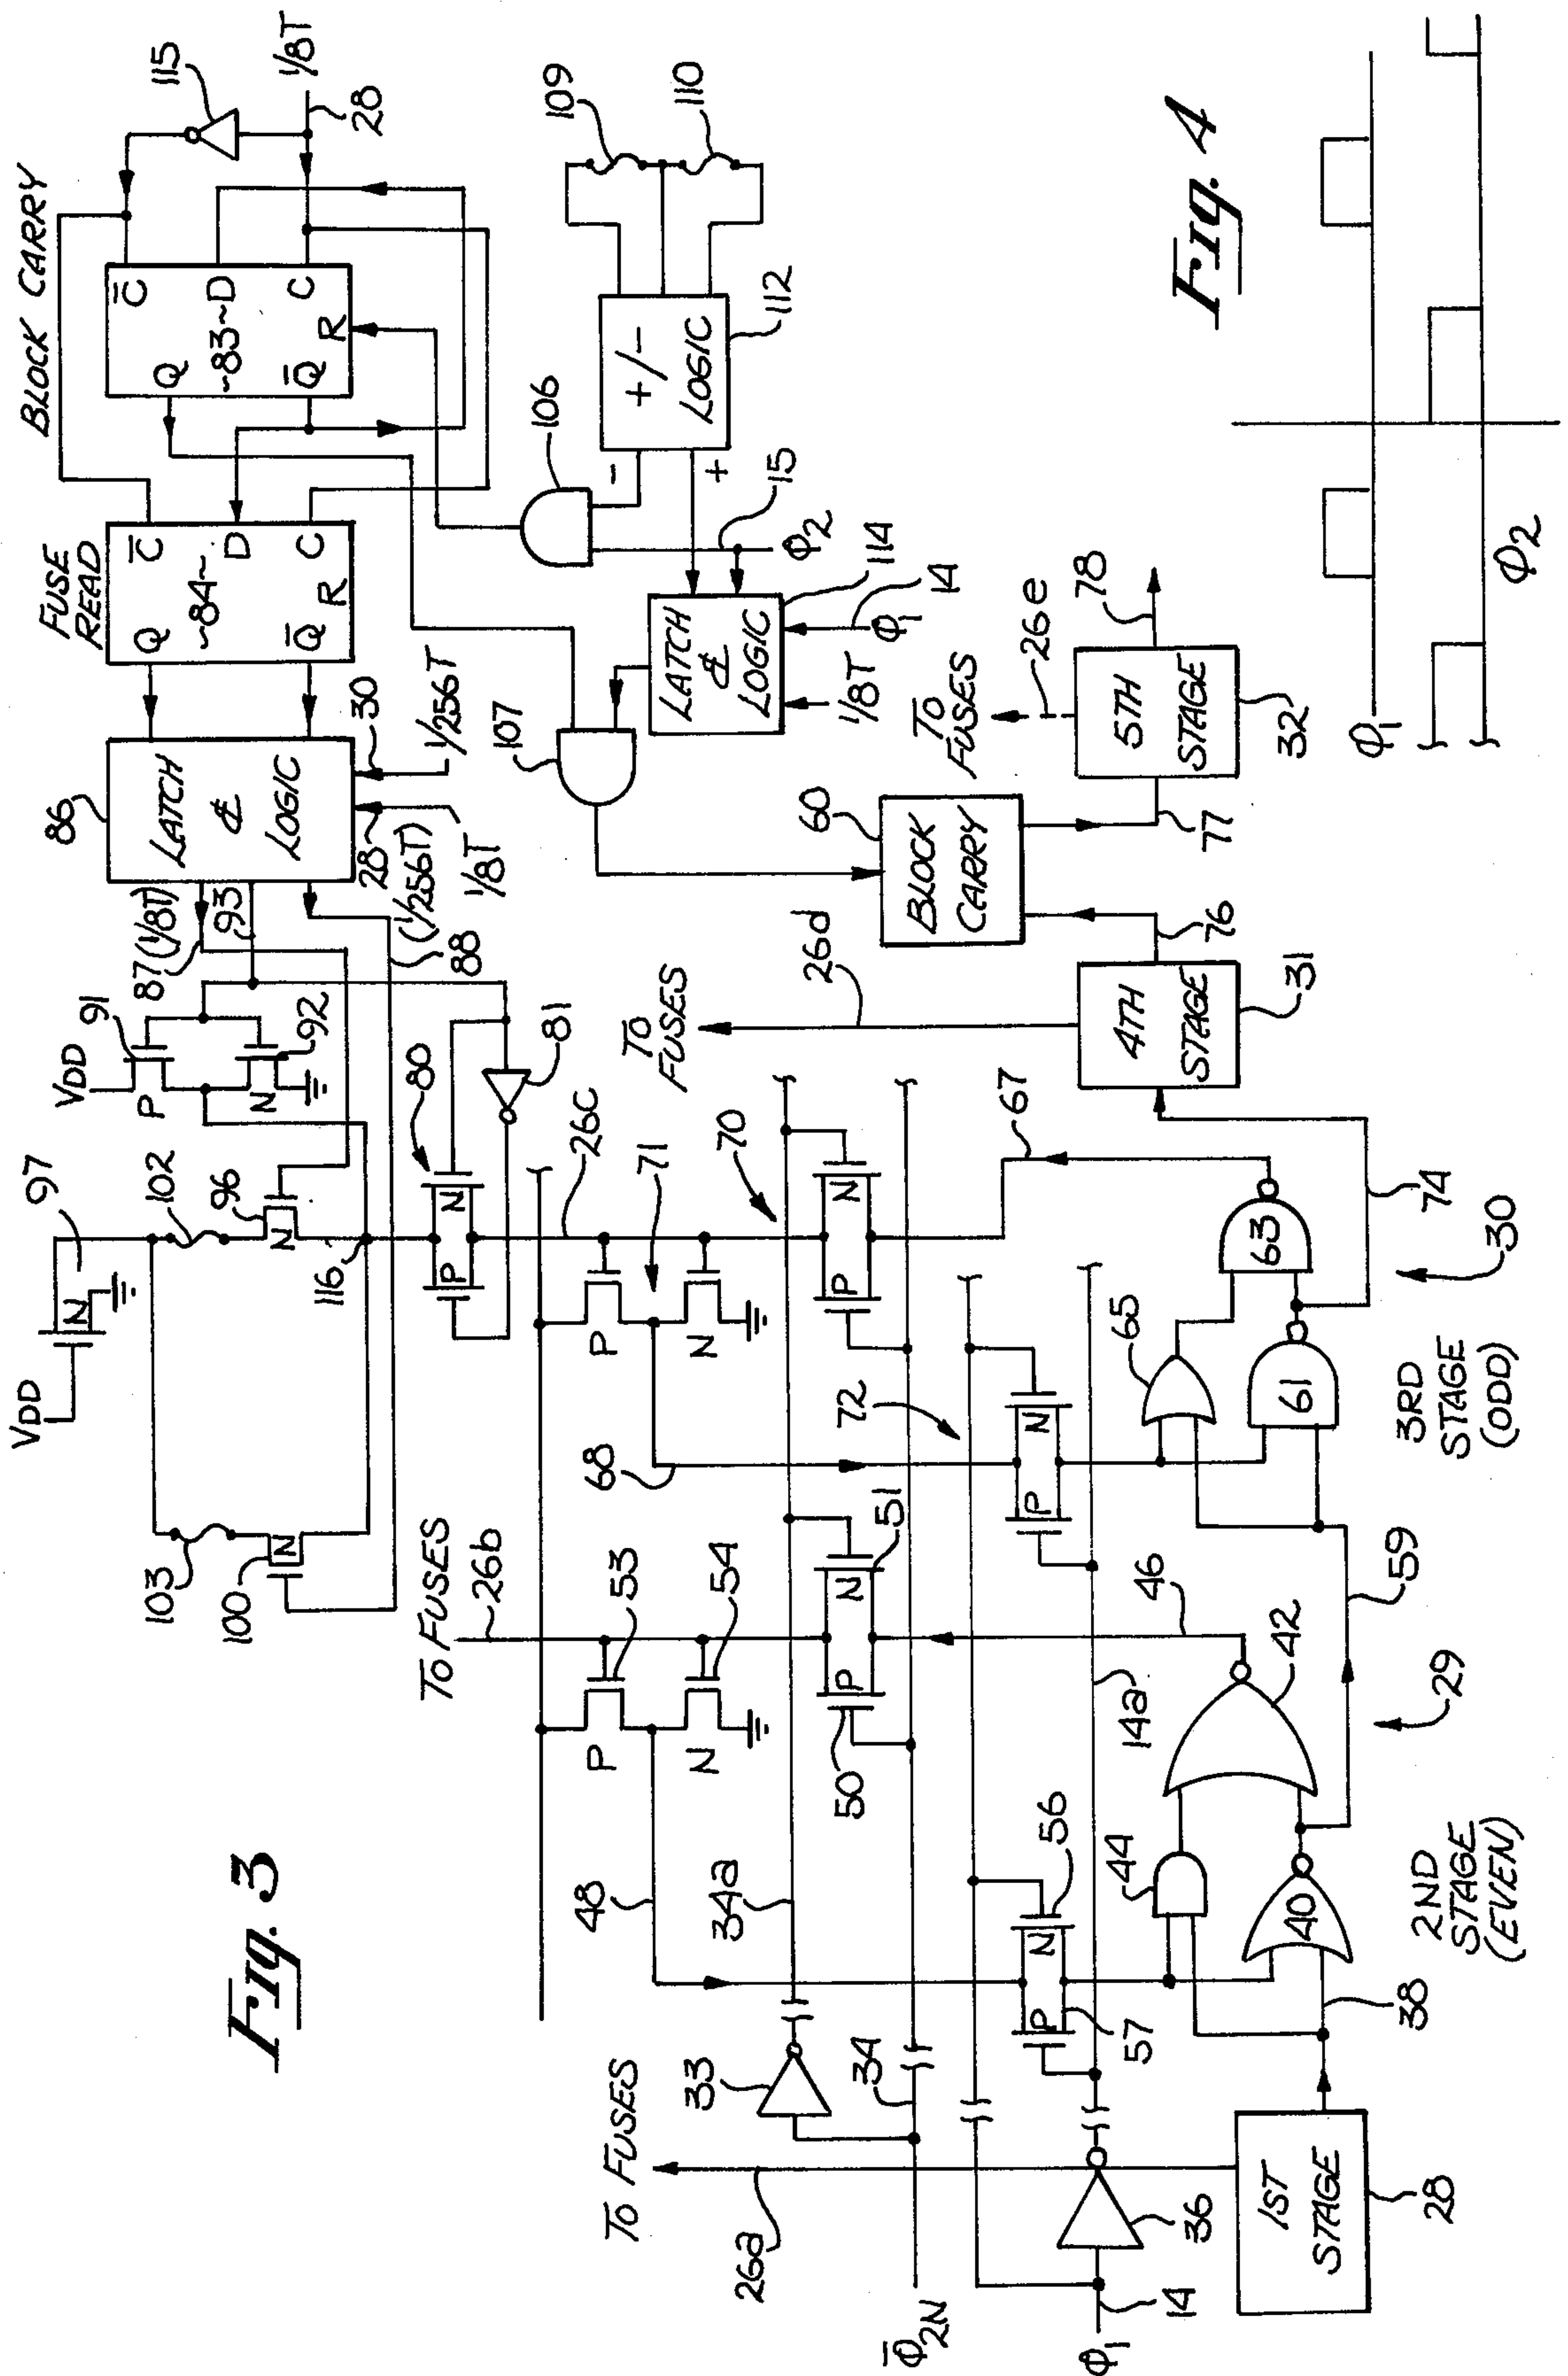 Fig. 3
BLOCK CARRY
FUSE
READ
115
1/8T
28
C̅
~83~D
C
R
Q
Q̅
C̅
~84~
D
C
R
Q
Q̅
86
LATCH
&
LOGIC
30
1/256T
28
1/8T
87(1/8T)
93
(1/256T)
88
VDD
91
P
92
N
97
VDD
N
102
96
N
116
103
100
N
80
N
P
81
109
110
112
+/-
LOGIC
-
+
106
15
Φ2
107
LATCH
&
LOGIC
114
14
Φ1
1/8T
TO
FUSES
26e
78
5TH
STAGE
32
77
60
BLOCK
CARRY
76
26d
TO
FUSES
4TH
STAGE
31
74
26C
71
P
N
70
N
P
67
68
72
N
P
65
63
61
30
3RD
STAGE
(ODD)
59
TO FUSES
26b
53
54
P
N
51
N
P
50
46
14a
42
29
48
34a
56
N
P
57
44
40
38
2ND
STAGE
(EVEN)
33
34
TO FUSES
26a
36
1ST
STAGE
28
Φ̅2N
Φ1
14
Fig. 4
Φ1
Φ2